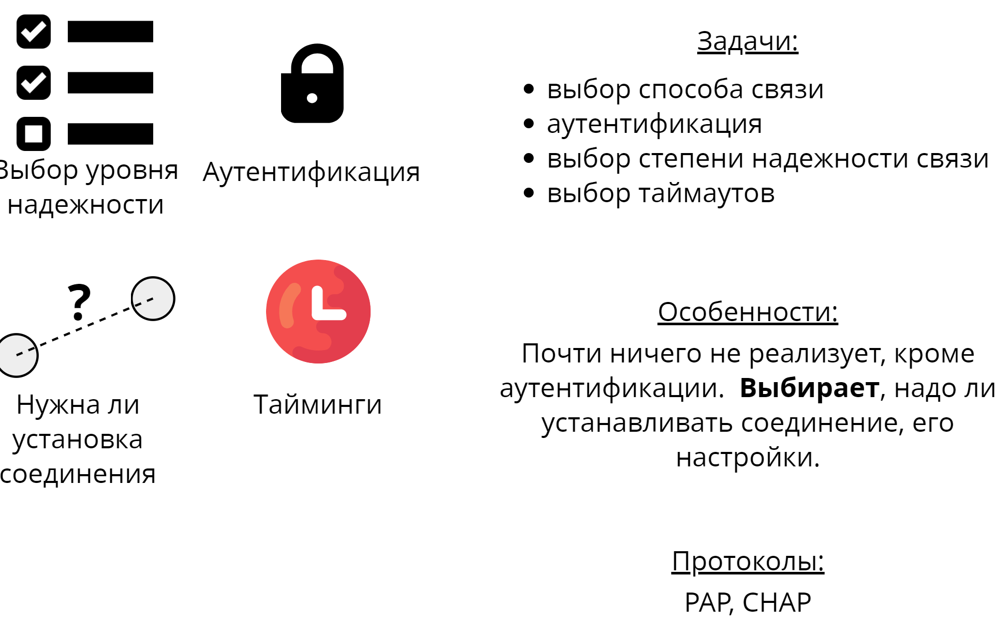 Выбор уровня
надежности
Аутентификация
?
Нужна ли
установка
соединения
Тайминги
Задачи:
• выбор способа связи
• аутентификация
• выбор степени надежности связи
• выбор таймаутов
Особенности:
Почти ничего не реализует, кроме
аутентификации. Выбирает, надо ли
устанавливать соединение, его
настройки.
Протоколы:
PAP, CHAP